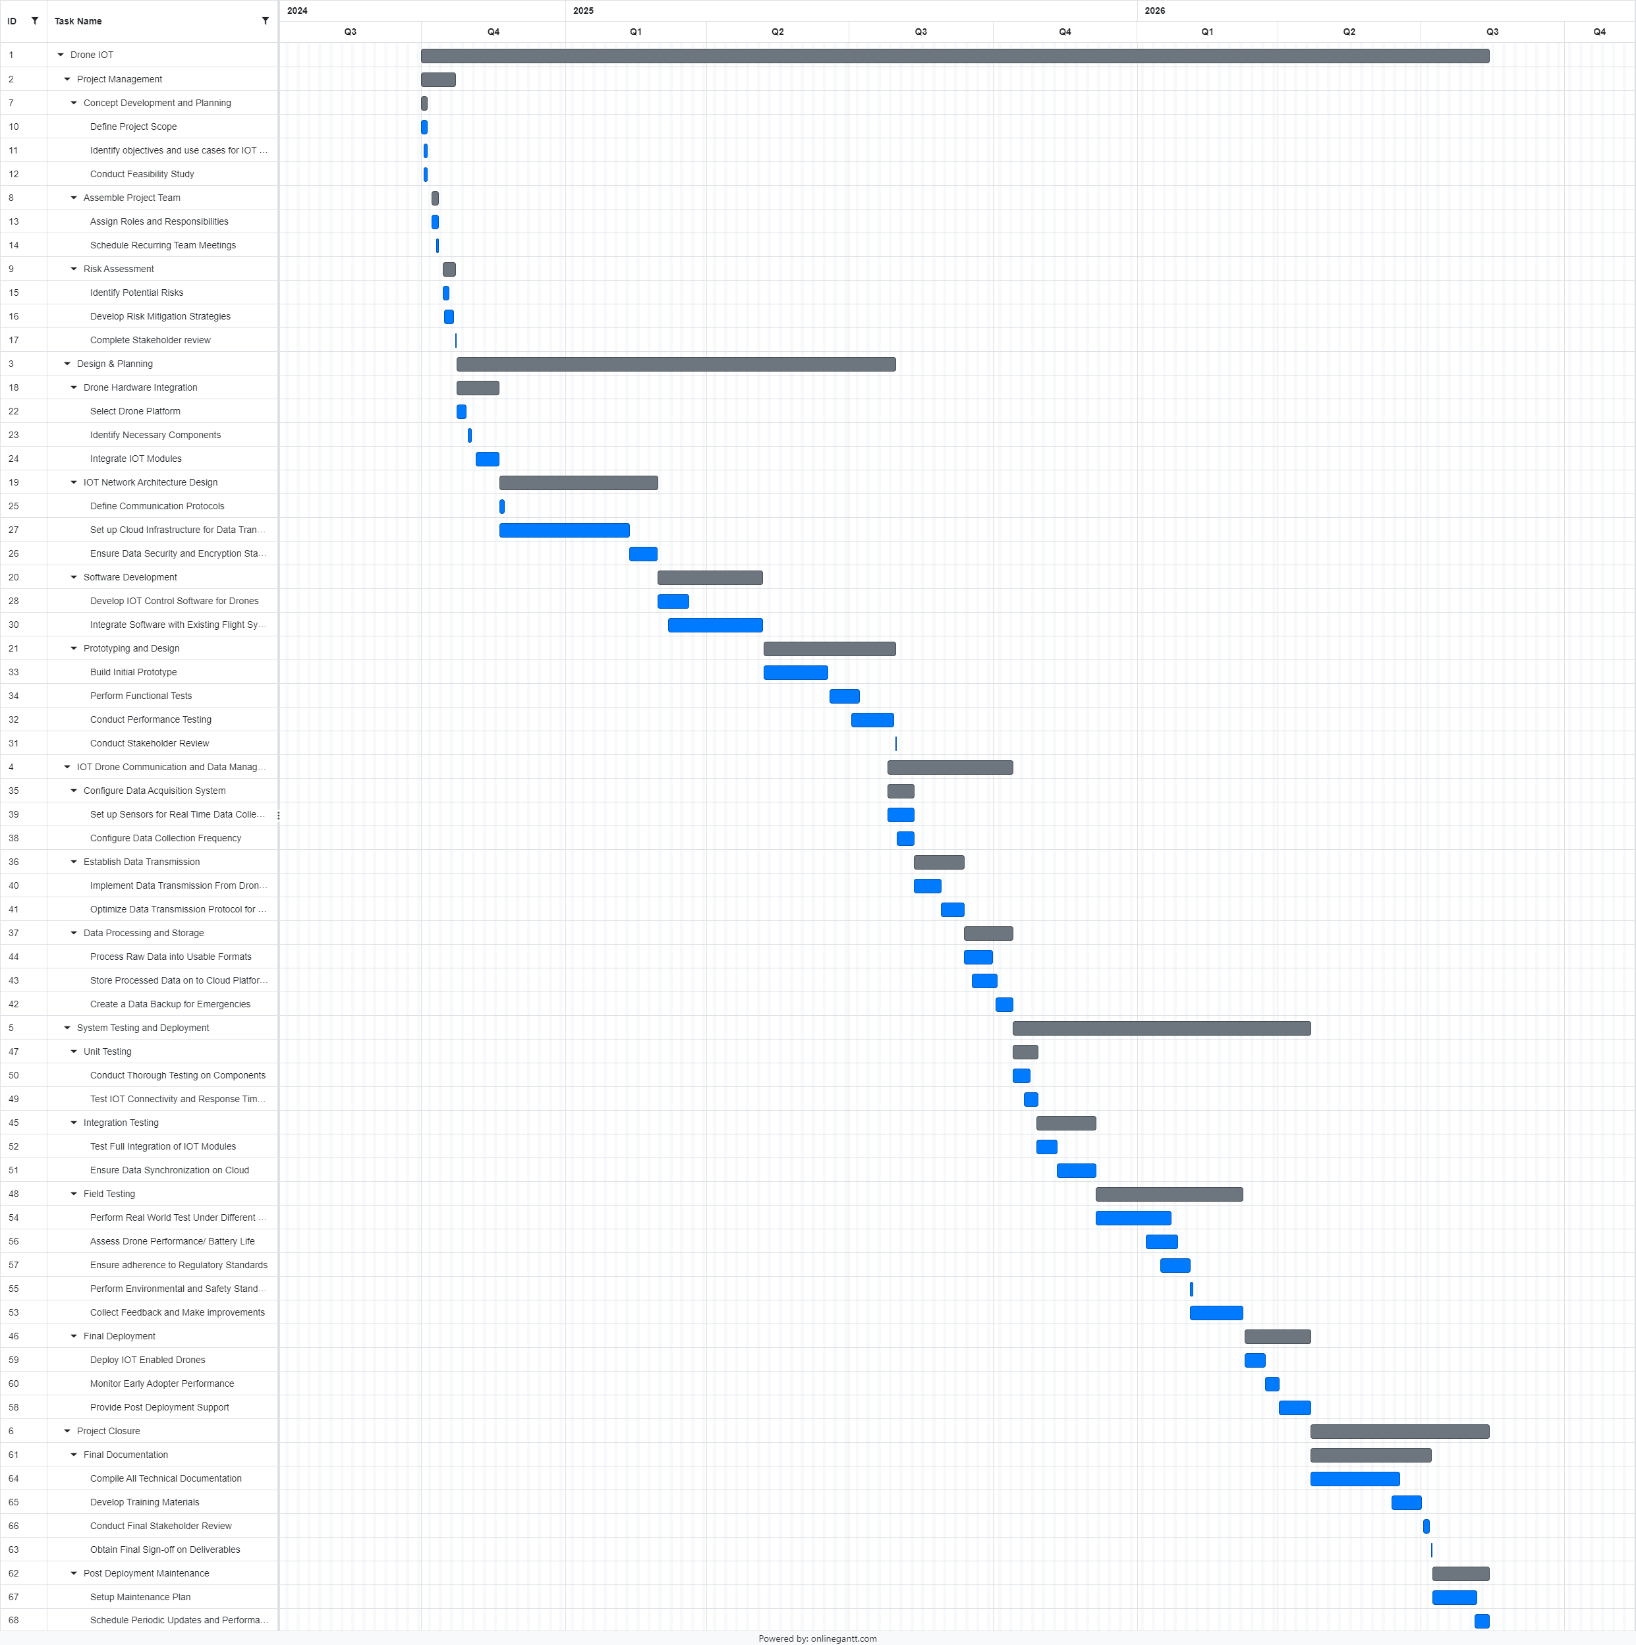 ID Task Name 2024 2025 2026
Q3 Q4 Q1 Q2 Q3 Q4 Q1 Q2 Q3 Q4
1 Drone IOT
2 Project Management
7 Concept Development and Planning
10 Define Project Scope
11 Identify objectives and use cases for IOT ...
12 Conduct Feasibility Study
8 Assemble Project Team
13 Assign Roles and Responsibilities
14 Schedule Recurring Team Meetings
9 Risk Assessment
15 Identify Potential Risks
16 Develop Risk Mitigation Strategies
17 Complete Stakeholder review
3 Design & Planning
18 Drone Hardware Integration
22 Select Drone Platform
23 Identify Necessary Components
24 Integrate IOT Modules
19 IOT Network Architecture Design
25 Define Communication Protocols
27 Set up Cloud Infrastructure for Data Tran...
26 Ensure Data Security and Encryption Sta...
20 Software Development
28 Develop IOT Control Software for Drones
30 Integrate Software with Existing Flight Sy...
21 Prototyping and Design
33 Build Initial Prototype
34 Perform Functional Tests
32 Conduct Performance Testing
31 Conduct Stakeholder Review
4 IOT Drone Communication and Data Manag...
35 Configure Data Acquisition System
39 Set up Sensors for Real Time Data Colle...
38 Configure Data Collection Frequency
36 Establish Data Transmission
40 Implement Data Transmission From Dron...
41 Optimize Data Transmission Protocol for ...
37 Data Processing and Storage
44 Process Raw Data into Usable Formats
43 Store Processed Data on to Cloud Platfor...
42 Create a Data Backup for Emergencies
5 System Testing and Deployment
47 Unit Testing
50 Conduct Thorough Testing on Components
49 Test IOT Connectivity and Response Tim...
45 Integration Testing
52 Test Full Integration of IOT Modules
51 Ensure Data Synchronization on Cloud
48 Field Testing
54 Perform Real World Test Under Different ...
56 Assess Drone Performance/ Battery Life
57 Ensure adherence to Regulatory Standards
55 Perform Environmental and Safety Stand...
53 Collect Feedback and Make improvements
46 Final Deployment
59 Deploy IOT Enabled Drones
60 Monitor Early Adopter Performance
58 Provide Post Deployment Support
6 Project Closure
61 Final Documentation
64 Compile All Technical Documentation
65 Develop Training Materials
66 Conduct Final Stakeholder Review
63 Obtain Final Sign-off on Deliverables
62 Post Deployment Maintenance
67 Setup Maintenance Plan
68 Schedule Periodic Updates and Performa...
Powered by: onlinegantt.com